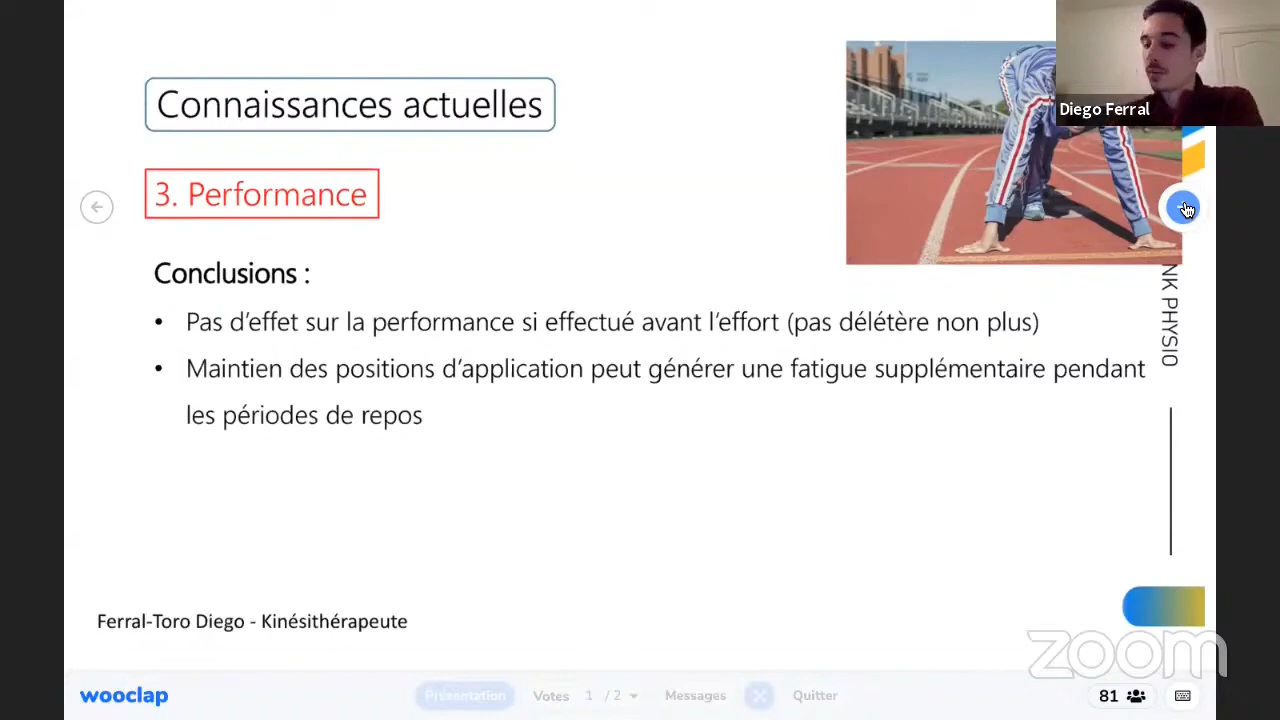 Connaissances actuelles
Diego Ferral
3. Performance
Conclusions :
• Pas d’effet sur la performance si effectué avant l’effort (pas délétère non plus)
• Maintien des positions d’application peut générer une fatigue supplémentaire pendant
les périodes de repos
NK PHYSIO
Ferral-Toro Diego - Kinésithérapeute
zoom
wooclap
Présentation
Votes 1 / 2
Messages
Quitter
81